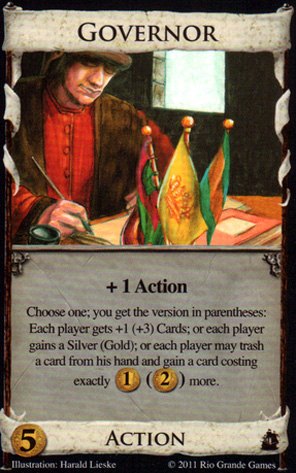 GOVERNOR
+ 1 Action
Choose one; you get the version in parentheses:
Each player gets +1 (+3) Cards; or each player
gains a Silver (Gold); or each player may trash
a card from his hand and gain a card costing
exactly 1 (2) more.
5 ACTION
Illustration: Harald Lieske © 2011 Rio Grande Games